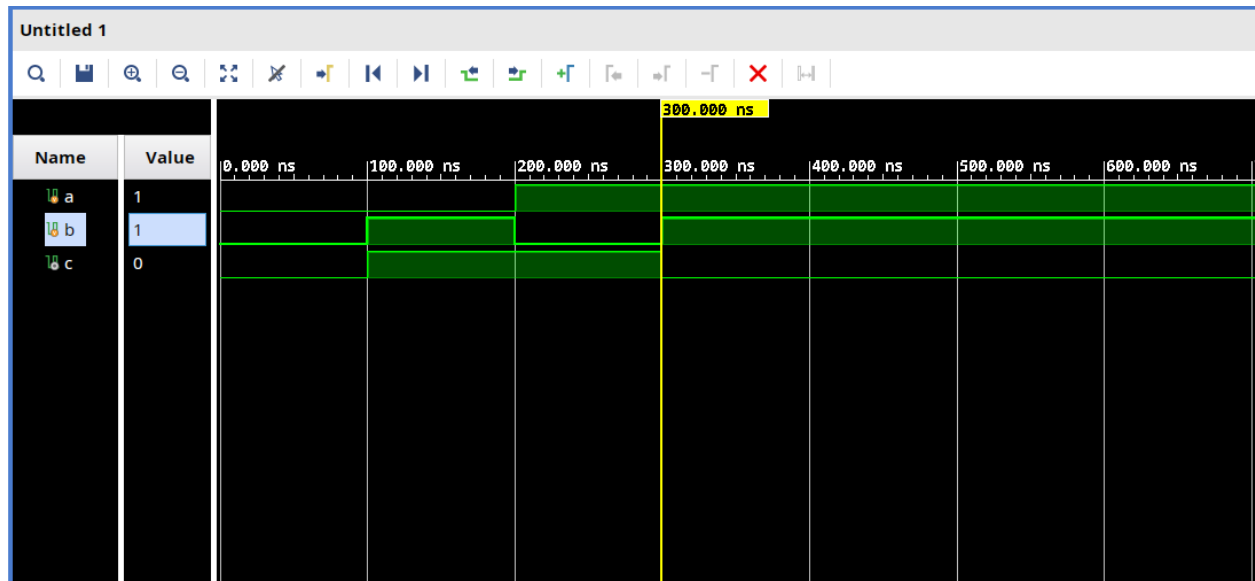 Untitled 1
300.000 ns
Name Value
0.000 ns 100.000 ns 200.000 ns 300.000 ns 400.000 ns 500.000 ns 600.000 ns
a 1
b 1
c 0